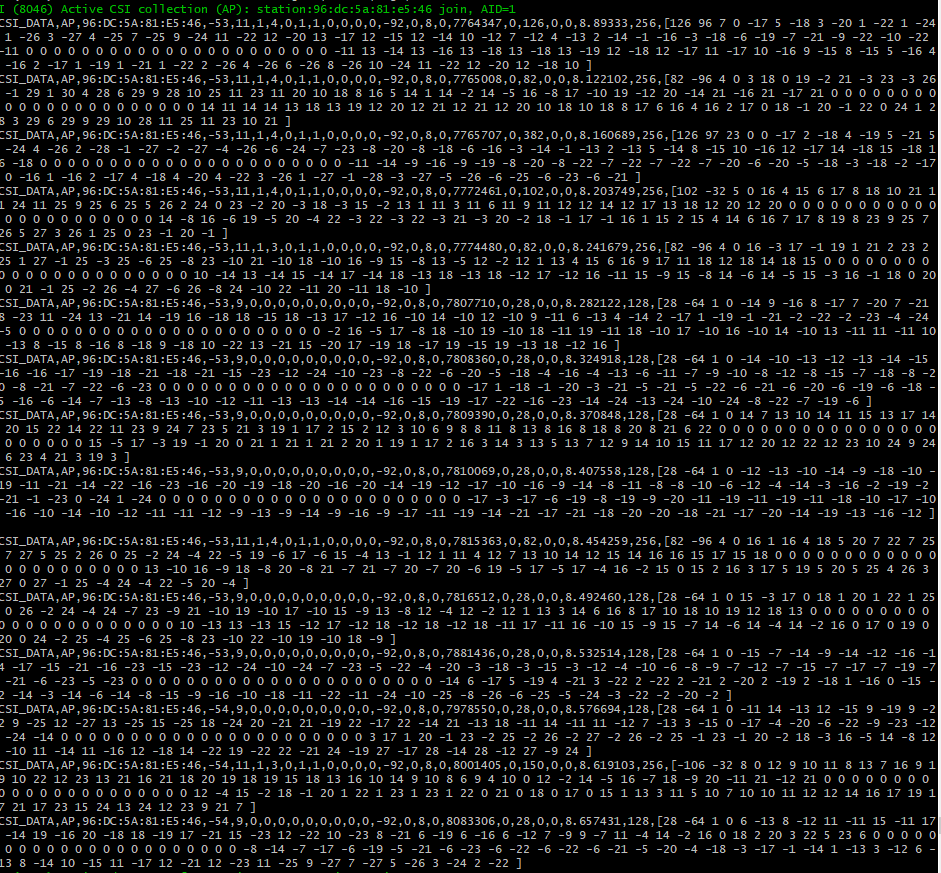 I (8046) Active CSI collection (AP): station:96:dc:5a:81:e5:46 join, AID=1
CSI_DATA,AP,96:DC:5A:81:E5:46,-53,11,1,4,0,1,1,0,0,0,0,-92,0,8,0,7764347,0,126,0,0,8.89333,256,[126 96 7 0 -17 5 -18 3 -20 1 -22 1 -24
1 -26 3 -27 4 -25 7 -25 9 -24 11 -22 12 -20 13 -17 12 -15 12 -14 10 -12 7 -12 4 -13 2 -14 -1 -16 -3 -18 -6 -19 -7 -21 -9 -22 -10 -22
-11 0 0 0 0 0 0 0 0 0 0 0 0 0 0 0 0 0 0 0 0 0 0 -11 13 -14 13 -16 13 -18 13 -18 13 -19 12 -18 12 -17 11 -17 10 -16 9 -15 8 -15 5 -16 4
-16 2 -17 1 -19 1 -21 1 -22 2 -26 4 -26 6 -26 8 -26 10 -24 11 -22 12 -20 12 -18 10 ]
CSI_DATA,AP,96:DC:5A:81:E5:46,-53,11,1,4,0,1,1,0,0,0,0,-92,0,8,0,7765008,0,82,0,0,8.122102,256,[82 -96 4 0 3 18 0 19 -2 21 -3 23 -3 26
-1 29 1 30 4 28 6 29 9 28 10 25 11 23 11 20 10 18 8 16 5 14 1 14 -2 14 -5 16 -8 17 -10 19 -12 20 -14 21 -16 21 -17 21 0 0 0 0 0 0 0 0
0 0 0 0 0 0 0 0 0 0 0 0 0 0 14 11 14 14 13 18 13 19 12 20 12 21 12 21 12 20 10 18 10 18 8 17 6 16 4 16 2 17 0 18 -1 20 -1 22 0 24 1 2
8 3 29 6 29 9 29 10 28 11 25 11 23 10 21 ]
CSI_DATA,AP,96:DC:5A:81:E5:46,-53,11,1,4,0,1,1,0,0,0,0,-92,0,8,0,7765707,0,382,0,0,8.160689,256,[126 97 23 0 0 -17 2 -18 4 -19 5 -21 5
-24 4 -26 2 -28 -1 -27 -2 -27 -4 -26 -6 -24 -7 -23 -8 -20 -8 -18 -6 -16 -3 -14 -1 -13 2 -13 5 -14 8 -15 10 -16 12 -17 14 -18 15 -18 1
6 -18 0 0 0 0 0 0 0 0 0 0 0 0 0 0 0 0 0 0 0 0 0 0 -11 -14 -9 -16 -9 -19 -8 -20 -8 -22 -7 -22 -7 -22 -7 -20 -6 -20 -5 -18 -3 -18 -2 -17
0 -16 1 -16 2 -17 4 -18 4 -20 4 -22 3 -26 1 -27 -1 -28 -3 -27 -5 -26 -6 -25 -6 -23 -6 -21 ]
CSI_DATA,AP,96:DC:5A:81:E5:46,-53,11,1,4,0,1,1,0,0,0,0,-92,0,8,0,7772461,0,102,0,0,8.203749,256,[102 -32 5 0 16 4 15 6 17 8 18 10 21 1
1 24 11 25 9 25 6 25 5 26 2 24 0 23 -2 20 -3 18 -3 15 -2 13 1 11 3 11 6 11 9 11 12 12 14 12 17 13 18 12 20 12 20 0 0 0 0 0 0 0 0 0 0
0 0 0 0 0 0 0 0 0 0 0 0 14 -8 16 -6 19 -5 20 -4 22 -3 22 -3 22 -3 21 -3 20 -2 18 -1 17 -1 16 1 15 2 15 4 14 6 16 7 17 8 19 8 23 9 25 7
26 5 27 3 26 1 25 0 23 -1 20 -1 ]
CSI_DATA,AP,96:DC:5A:81:E5:46,-53,11,1,3,0,1,1,0,0,0,0,-92,0,8,0,7774480,0,82,0,0,8.241679,256,[82 -96 4 0 16 -3 17 -1 19 1 21 2 23 2
25 1 27 -1 25 -3 25 -6 25 -8 23 -10 21 -10 18 -10 16 -9 15 -8 13 -5 12 -2 12 1 13 4 15 6 16 9 17 11 18 12 18 14 18 15 0 0 0 0 0 0 0 0
0 0 0 0 0 0 0 0 0 0 0 0 0 0 10 -14 13 -14 15 -14 17 -14 18 -13 18 -13 18 -12 17 -12 16 -11 15 -9 15 -8 14 -6 14 -5 15 -3 16 -1 18 0 20
0 21 -1 25 -2 26 -4 27 -6 26 -8 24 -10 22 -11 20 -11 18 -10 ]
CSI_DATA,AP,96:DC:5A:81:E5:46,-53,9,0,0,0,0,0,0,0,0,0,0,-92,0,8,0,7807710,0,28,0,0,8.282122,128,[28 -64 1 0 -14 9 -16 8 -17 7 -20 7 -21
8 -23 11 -24 13 -21 14 -19 16 -18 18 -15 18 -13 17 -12 16 -10 14 -10 12 -10 9 -11 6 -13 4 -14 2 -17 1 -19 -1 -21 -2 -22 -2 -23 -4 -24
-5 0 0 0 0 0 0 0 0 0 0 0 0 0 0 0 0 0 0 0 0 0 0 -2 16 -5 17 -8 18 -10 19 -10 18 -11 19 -11 18 -10 17 -10 16 -10 14 -10 13 -11 11 -11 10
-13 8 -15 8 -16 8 -18 9 -18 10 -22 13 -21 15 -20 17 -19 18 -17 19 -15 19 -13 18 -12 16 ]
CSI_DATA,AP,96:DC:5A:81:E5:46,-53,9,0,0,0,0,0,0,0,0,0,0,-92,0,8,0,7808360,0,28,0,0,8.324918,128,[28 -64 1 0 -14 -10 -13 -12 -13 -14 -15
-16 -16 -17 -19 -18 -21 -18 -21 -15 -23 -12 -24 -10 -23 -8 -22 -6 -20 -5 -18 -4 -16 -4 -13 -6 -11 -7 -9 -10 -8 -12 -8 -15 -7 -18 -8 -2
0 -8 -21 -7 -22 -6 -23 0 0 0 0 0 0 0 0 0 0 0 0 0 0 0 0 0 0 0 0 0 0 -17 1 -18 -1 -20 -3 -21 -5 -21 -5 -22 -6 -21 -6 -20 -6 -19 -6 -18 -
5 -16 -6 -14 -7 -13 -8 -13 -10 -12 -11 -13 -13 -14 -14 -16 -15 -19 -17 -22 -16 -23 -14 -24 -13 -24 -10 -24 -8 -22 -7 -19 -6 ]
CSI_DATA,AP,96:DC:5A:81:E5:46,-53,9,0,0,0,0,0,0,0,0,0,0,-92,0,8,0,7809390,0,28,0,0,8.370848,128,[28 -64 1 0 14 7 13 10 14 11 15 13 17 14
20 15 22 14 22 11 23 9 24 7 23 5 21 3 19 1 17 2 15 2 12 3 10 6 9 8 8 11 8 13 8 16 8 18 8 20 8 21 6 22 0 0 0 0 0 0 0 0 0 0 0 0 0 0 0
0 0 0 0 0 0 0 15 -5 17 -3 19 -1 20 0 21 1 21 1 21 2 20 1 19 1 17 2 16 3 14 3 13 5 13 7 12 9 14 10 15 11 17 12 20 12 22 12 23 10 24 9 24
6 23 4 21 3 19 3 ]
CSI_DATA,AP,96:DC:5A:81:E5:46,-53,9,0,0,0,0,0,0,0,0,0,0,-92,0,8,0,7810069,0,28,0,0,8.407558,128,[28 -64 1 0 -12 -13 -10 -14 -9 -18 -10 -
19 -11 -21 -14 -22 -16 -23 -16 -20 -19 -18 -20 -16 -20 -14 -19 -12 -17 -10 -16 -9 -14 -8 -11 -8 -8 -10 -6 -12 -4 -14 -3 -16 -2 -19 -2
-21 -1 -23 0 -24 1 -24 0 0 0 0 0 0 0 0 0 0 0 0 0 0 0 0 0 0 0 0 0 0 -17 -3 -17 -6 -19 -8 -19 -9 -20 -11 -19 -11 -19 -11 -18 -10 -17 -10
-16 -10 -14 -10 -12 -11 -11 -12 -9 -13 -9 -14 -9 -16 -9 -17 -11 -19 -14 -21 -17 -21 -18 -20 -20 -18 -21 -17 -20 -14 -19 -13 -16 -12 ]
CSI_DATA,AP,96:DC:5A:81:E5:46,-53,11,1,4,0,1,1,0,0,0,0,-92,0,8,0,7815363,0,82,0,0,8.454259,256,[82 -96 4 0 16 1 16 4 18 5 20 7 22 7 25
7 27 5 25 2 26 0 25 -2 24 -4 22 -5 19 -6 17 -6 15 -4 13 -1 12 1 11 4 12 7 13 10 14 12 15 14 16 16 15 17 15 18 0 0 0 0 0 0 0 0 0 0 0
0 0 0 0 0 0 0 0 0 0 0 13 -10 16 -9 18 -8 20 -8 21 -7 21 -7 20 -7 20 -6 19 -5 17 -5 17 -4 16 -2 15 0 15 2 16 3 17 5 19 5 20 5 25 4 26 3
27 0 27 -1 25 -4 24 -4 22 -5 20 -4 ]
CSI_DATA,AP,96:DC:5A:81:E5:46,-53,9,0,0,0,0,0,0,0,0,0,0,-92,0,8,0,7816512,0,28,0,0,8.492460,128,[28 -64 1 0 15 -3 17 0 18 1 20 1 22 1 25
0 26 -2 24 -4 24 -7 23 -9 21 -10 19 -10 17 -10 15 -9 13 -8 12 -4 12 -2 12 1 13 3 14 6 16 8 17 10 18 10 19 12 18 13 0 0 0 0 0 0 0 0 0
0 0 0 0 0 0 0 0 0 0 0 0 0 10 -13 13 -13 15 -12 17 -12 18 -12 18 -12 18 -11 17 -11 16 -10 15 -9 15 -7 14 -6 14 -4 14 -2 16 0 17 0 19 0
20 0 24 -2 25 -4 25 -6 25 -8 23 -10 22 -10 19 -10 18 -9 ]
CSI_DATA,AP,96:DC:5A:81:E5:46,-53,9,0,0,0,0,0,0,0,0,0,0,-92,0,8,0,7881436,0,28,0,0,8.532514,128,[28 -64 1 0 -15 -7 -14 -9 -14 -12 -16 -1
4 -17 -15 -21 -16 -23 -15 -23 -12 -24 -10 -24 -7 -23 -5 -22 -4 -20 -3 -18 -3 -15 -3 -12 -4 -10 -6 -8 -9 -7 -12 -7 -15 -7 -17 -7 -19 -7
-21 -6 -23 -5 -23 0 0 0 0 0 0 0 0 0 0 0 0 0 0 0 0 0 0 0 0 0 0 -14 6 -17 5 -19 4 -21 3 -22 2 -22 2 -21 2 -20 2 -19 2 -18 1 -16 0 -15 -
2 -14 -3 -14 -6 -14 -8 -15 -9 -16 -10 -18 -11 -22 -11 -24 -10 -25 -8 -26 -6 -25 -5 -24 -3 -22 -2 -20 -2 ]
CSI_DATA,AP,96:DC:5A:81:E5:46,-54,9,0,0,0,0,0,0,0,0,0,0,-92,0,8,0,7978550,0,28,0,0,8.576694,128,[28 -64 1 0 -11 14 -13 12 -15 9 -19 9 -2
2 9 -25 12 -27 13 -25 15 -25 18 -24 20 -21 21 -19 22 -17 22 -14 21 -13 18 -11 14 -11 11 -12 7 -13 3 -15 0 -17 -4 -20 -6 -22 -9 -23 -12
-24 -14 0 0 0 0 0 0 0 0 0 0 0 0 0 0 0 0 0 0 0 0 0 0 3 17 1 20 -1 23 -2 25 -2 26 -2 27 -2 26 -2 25 -1 23 -1 20 -2 18 -3 16 -5 14 -8 12
-10 11 -14 11 -16 12 -18 14 -22 19 -22 22 -21 24 -19 27 -17 28 -14 28 -12 27 -9 24 ]
CSI_DATA,AP,96:DC:5A:81:E5:46,-54,11,1,3,0,1,1,0,0,0,0,-92,0,8,0,8001405,0,150,0,0,8.619103,256,[-106 -32 8 0 12 9 10 11 8 13 7 16 9 1
9 10 22 12 23 13 21 16 21 18 20 19 18 19 15 18 13 16 10 14 9 10 8 6 9 4 10 0 12 -2 14 -5 16 -7 18 -9 20 -11 21 -12 21 0 0 0 0 0 0 0 0
0 0 0 0 0 0 0 0 0 0 0 0 0 0 12 -4 15 -2 18 -1 20 1 22 1 23 1 23 1 22 0 21 0 18 0 17 0 15 1 13 3 11 5 10 7 10 10 11 12 12 14 16 17 19 1
7 21 17 23 15 24 13 24 12 23 9 21 7 ]
CSI_DATA,AP,96:DC:5A:81:E5:46,-54,9,0,0,0,0,0,0,0,0,0,0,-92,0,8,0,8083306,0,28,0,0,8.657431,128,[28 -64 1 0 6 -13 8 -12 11 -11 15 -11 17
-14 19 -16 20 -18 18 -19 17 -21 15 -23 12 -22 10 -23 8 -21 6 -19 6 -16 6 -12 7 -9 9 -7 11 -4 14 -2 16 0 18 2 20 3 22 5 23 6 0 0 0 0 0
0 0 0 0 0 0 0 0 0 0 0 0 0 0 0 0 0 -8 -14 -7 -17 -6 -19 -5 -21 -6 -23 -6 -22 -6 -22 -6 -21 -5 -20 -4 -18 -3 -17 -1 -14 1 -13 3 -12 6 -
13 8 -14 10 -15 11 -17 12 -21 12 -23 11 -25 9 -27 7 -27 5 -26 3 -24 2 -22 ]